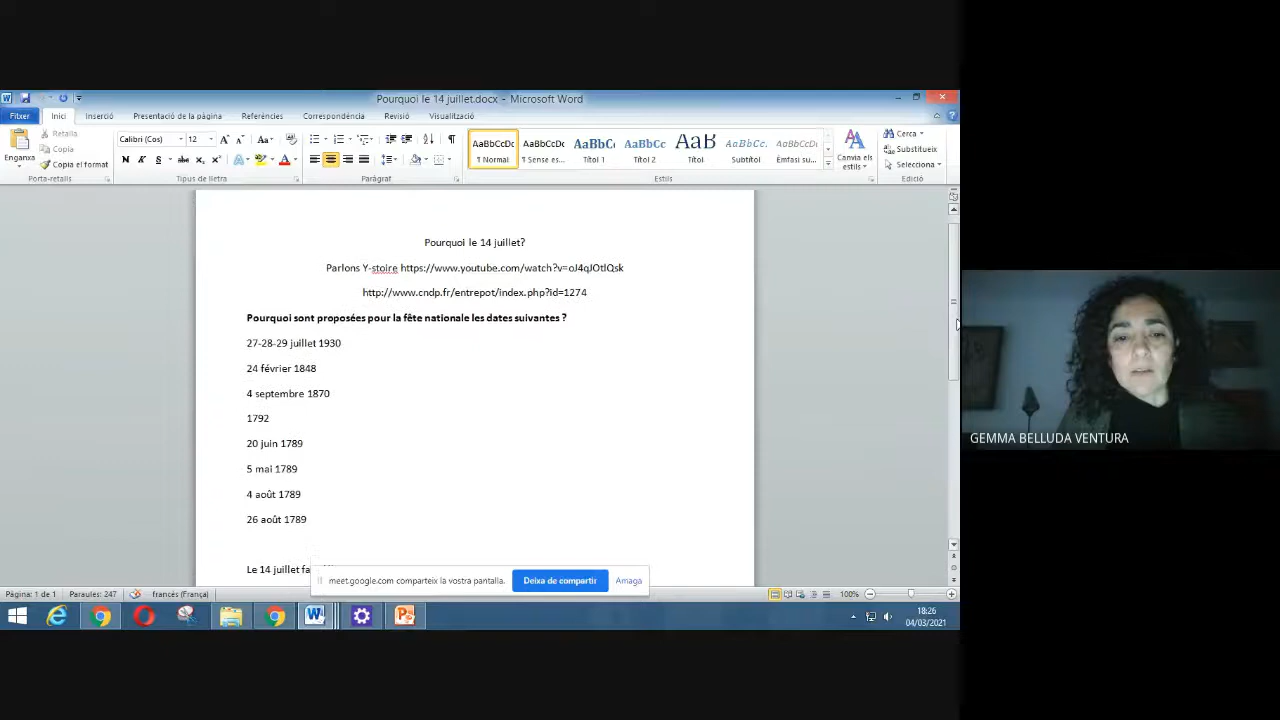 Pourquoi le 14 juillet.docx - Microsoft Word
Fitxer Inici Inserció Presentació de la pàgina Referències Correspondència Revisió Visualització
Enganxa
Retalla
Copia
Copia el format
Porta-retalls
Calibri (Cos) 12
Tipus de lletra
Paràgraf
AaBbCcDc AaBbCcDc AaBbC AaBbCc AaB AaBbCc. AaBbCcDc
¶ Normal ¶ Sense es... Títol 1 Títol 2 Títol Subtítol Èmfasi su...
Canvia els estils
Estils
Cerca
Substitueix
Selecciona
Edició
Pourquoi le 14 juillet?
Parlons Y-stoire https://www.youtube.com/watch?v=oJ4qJOtlQsk
http://www.cndp.fr/entrepot/index.php?id=1274
Pourquoi sont proposées pour la fête nationale les dates suivantes ?
27-28-29 juillet 1930
24 février 1848
4 septembre 1870
1792
20 juin 1789
5 mai 1789
4 août 1789
26 août 1789
Le 14 juillet
meet.google.com comparteix la vostra pantalla. Deixa de compartir Amaga
Pàgina: 1 de 1 Paraules: 247 francès (França) 100%
18:26
04/03/2021
GEMMA BELLUDA VENTURA